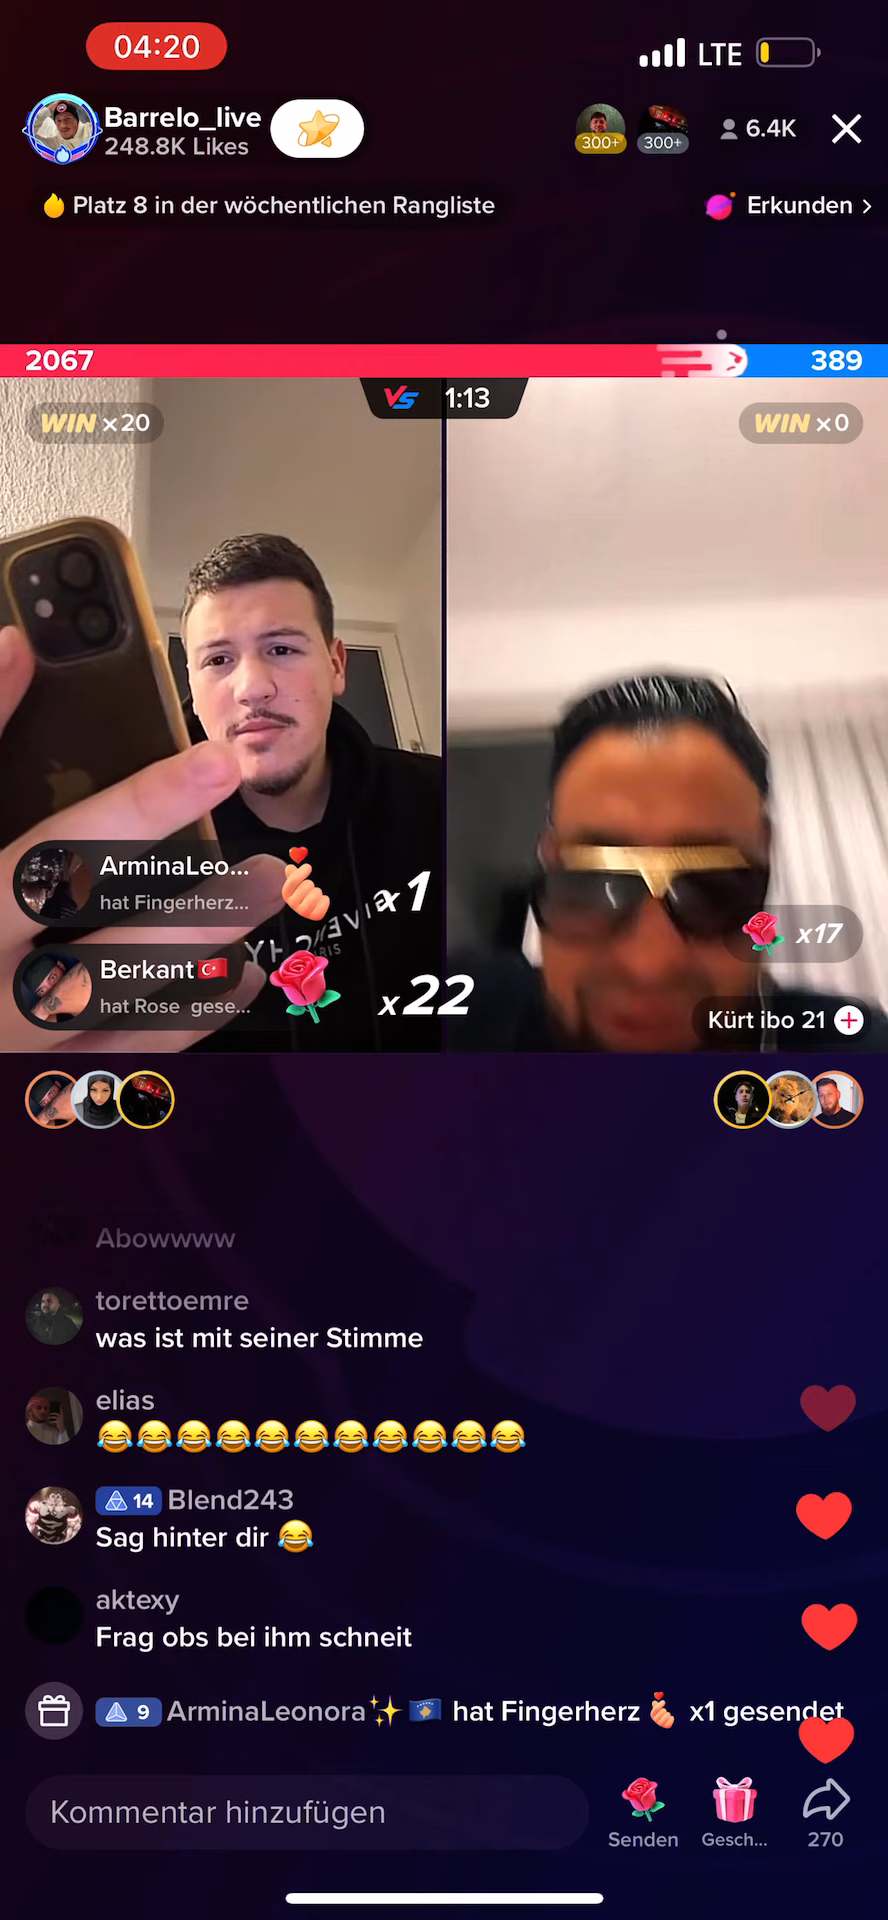 04:20
LTE
Barrelo_live
248.8K Likes
300+
300+
6.4K
Platz 8 in der wöchentlichen Rangliste
Erkunden >
2067
389
VS 1:13
WIN x20
WIN x0
ArminaLeo...
hat Fingerherz...
x1
Berkant🇹🇷
hat Rose gese...
x22
x17
Kürt ibo 21
Abowwww
torettoemre
was ist mit seiner Stimme
elias
😂😂😂😂😂😂😂😂😂😂😂
14 Blend243
Sag hinter dir 😂
aktexy
Frag obs bei ihm schneit
9 ArminaLeonora✨🇽🇰 hat Fingerherz x1 gesendet
Kommentar hinzufügen
Senden
Gesch...
270